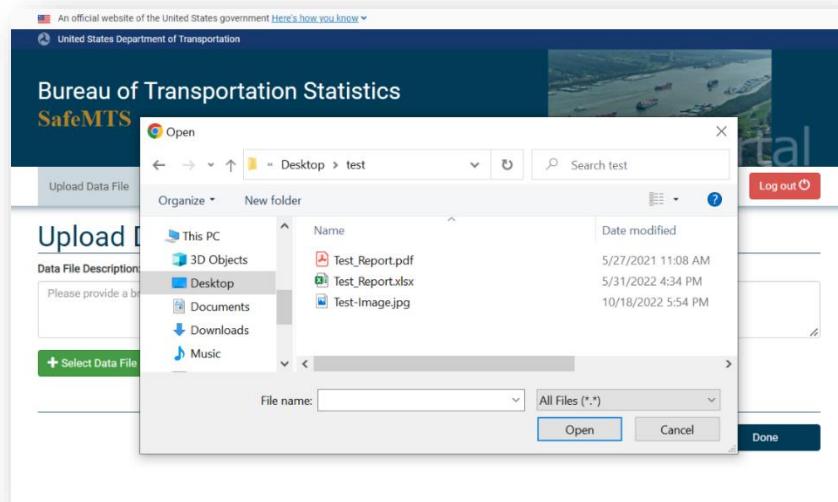 An official website of the United States government Here's how you know
United States Department of Transportation
Bureau of Transportation Statistics
SafeMTS
Open
Desktop > test
Search test
Upload Data File
Log out
Organize
New folder
Upload
This PC
Name
Date modified
3D Objects
Test_Report.pdf
5/27/2021 11:08 AM
Data File Description:
Desktop
Test_Report.xlsx
5/31/2022 4:34 PM
Please provide a
Documents
Test-Image.jpg
10/18/2022 5:54 PM
Downloads
Music
Select Data File
File name:
All Files (*.*)
Open
Cancel
Done